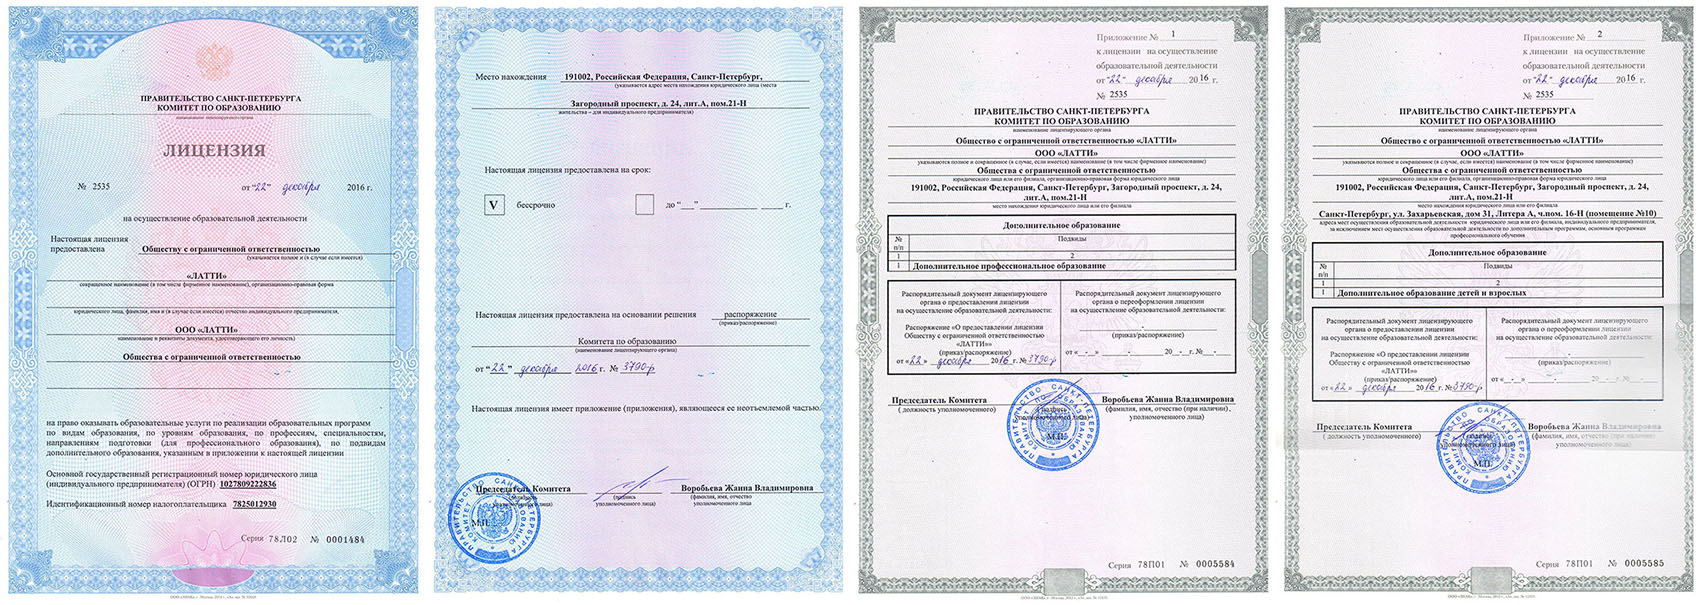 ПРАВИТЕЛЬСТВО САНКТ-ПЕТЕРБУРГА
КОМИТЕТ ПО ОБРАЗОВАНИЮ
наименование лицензирующего органа
ЛИЦЕНЗИЯ
№ 2535 от "22" декабря 2016 г.
на осуществление образовательной деятельности
Настоящая лицензия
предоставлена Обществу с ограниченной ответственностью
(указывается полное и (в случае если имеется)
«ЛАТТИ»
сокращенное наименование (в том числе фирменное наименование), организационно-правовая форма
юридического лица, фамилия, имя и (в случае если имеется) отчество индивидуального предпринимателя,
ООО «ЛАТТИ»
наименование и реквизиты документа, удостоверяющего его личность)
Общества с ограниченной ответственностью
на право оказывать образовательные услуги по реализации образовательных программ
по видам образования, по уровням образования, по профессиям, специальностям,
направлениям подготовки (для профессионального образования), по подвидам
дополнительного образования, указанным в приложении к настоящей лицензии
Основной государственный регистрационный номер юридического лица
(индивидуального предпринимателя) (ОГРН) 1027809222836
Идентификационный номер налогоплательщика 7825012930
Серия 78Л02 № 0001484
Место нахождения 191002, Российская Федерация, Санкт-Петербург,
(указывается адрес места нахождения юридического лица (места
Загородный проспект, д. 24, лит.А, пом.21-Н
жительства – для индивидуального предпринимателя)
Настоящая лицензия предоставлена на срок:
V бессрочно до "__" ____ г.
Настоящая лицензия предоставлена на основании решения распоряжение
(приказ/распоряжение)
Комитета по образованию
(наименование лицензирующего органа)
от "22" декабря 2016 г. № 3790-р
Настоящая лицензия имеет приложение (приложения), являющееся ее неотъемлемой частью.
Председатель Комитета Воробьева Жанна Владимировна
(подпись (фамилия, имя, отчество
уполномоченного лица) уполномоченного лица) уполномоченного лица)
М.П.
Приложение № 1
к лицензии на осуществление
образовательной деятельности
от "22" декабря 2016 г.
№ 2535
ПРАВИТЕЛЬСТВО САНКТ-ПЕТЕРБУРГА
КОМИТЕТ ПО ОБРАЗОВАНИЮ
наименование лицензирующего органа
Общество с ограниченной ответственностью «ЛАТТИ»
ООО «ЛАТТИ»
указываются полное и сокращенное (в случае, если имеется) наименование (в том числе фирменное наименование)
Общества с ограниченной ответственностью
юридического лица или его филиала, организационно-правовая форма юридического лица
191002, Российская Федерация, Санкт-Петербург, Загородный проспект, д. 24,
лит.А, пом.21-Н
место нахождения юридического лица или его филиала
Дополнительное образование
№ п/п Подвиды
1 2
1 Дополнительное профессиональное образование
Распорядительный документ лицензирующего
органа о предоставлении лицензии
на осуществление образовательной деятельности:
Распоряжение «О предоставлении лицензии
Обществу с ограниченной ответственностью
«ЛАТТИ»»
(приказ/распоряжение)
от «22» декабря 2016 г. № 3790-р
Распорядительный документ лицензирующего
органа о переоформлении лицензии
на осуществление образовательной деятельности:
-
(приказ/распоряжение)
от «_-_» - 20_-_г. №_-_
Председатель Комитета Воробьева Жанна Владимировна
( должность уполномоченного) ( подпись (фамилия, имя, отчество (при наличии),
уполномоченного лица) уполномоченного лица)
М.П.
Серия 78П01 № 0005584
Приложение № 2
к лицензии на осуществление
образовательной деятельности
от "22" декабря 2016 г.
№ 2535
ПРАВИТЕЛЬСТВО САНКТ-ПЕТЕРБУРГА
КОМИТЕТ ПО ОБРАЗОВАНИЮ
наименование лицензирующего органа
Общество с ограниченной ответственностью «ЛАТТИ»
ООО «ЛАТТИ»
указываются полное и сокращенное (в случае, если имеется) наименование (в том числе фирменное наименование)
Общества с ограниченной ответственностью
юридического лица или его филиала, организационно-правовая форма юридического лица
191002, Российская Федерация, Санкт-Петербург, Загородный проспект, д. 24,
лит.А, пом.21-Н
место нахождения юридического лица или его филиала
Санкт-Петербург, ул. Захарьевская, дом 31, Литера А, ч.пом. 16-Н (помещение №10)
адреса мест осуществления образовательной деятельности юридического лица или его филиала, индивидуального предпринимателя,
за исключением мест осуществления образовательной деятельности по дополнительным программам, основным программам
профессионального обучения
Дополнительное образование
№ п/п Подвиды
1 2
1 Дополнительное образование детей и взрослых
Распорядительный документ лицензирующего
органа о предоставлении лицензии
на осуществление образовательной деятельности:
Распоряжение «О предоставлении лицензии
Обществу с ограниченной ответственностью
«ЛАТТИ»»
(приказ/распоряжение)
от «22» декабря 2016 г. № 3790-р
Распорядительный документ лицензирующего
органа о переоформлении лицензии
на осуществление образовательной деятельности:
-
(приказ/распоряжение)
от «_-_» - 20_-_г. №_-_
Председатель Комитета Воробьева Жанна Владимировна
( должность уполномоченного) (фамилия, имя, отчество (при наличии)
уполномоченного лица) уполномоченного лица)
М.П.
Серия 78П01 № 0005585